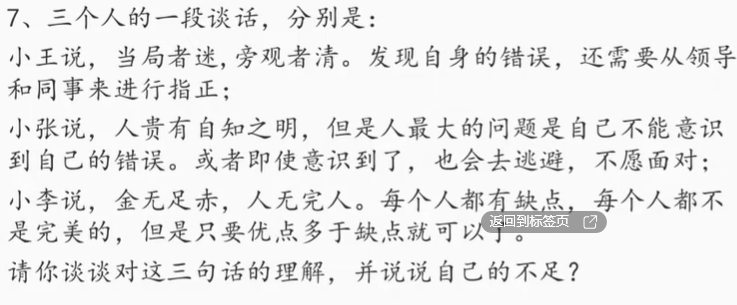 7、三个人的一段谈话，分别是：
小王说，当局者迷,旁观者清。发现自身的错误，还需要从领导
和同事来进行指正；
小张说，人贵有自知之明，但是人最大的问题是自己不能意识
到自己的错误。或者即使意识到了，也会去逃避，不愿面对；
小李说，金无足赤，人无完人。每个人都有缺点，每个人都不
是完美的，但是只要优点多于缺点就可以了。
返回到标签页
请你谈谈对这三句话的理解，并说说自己的不足？